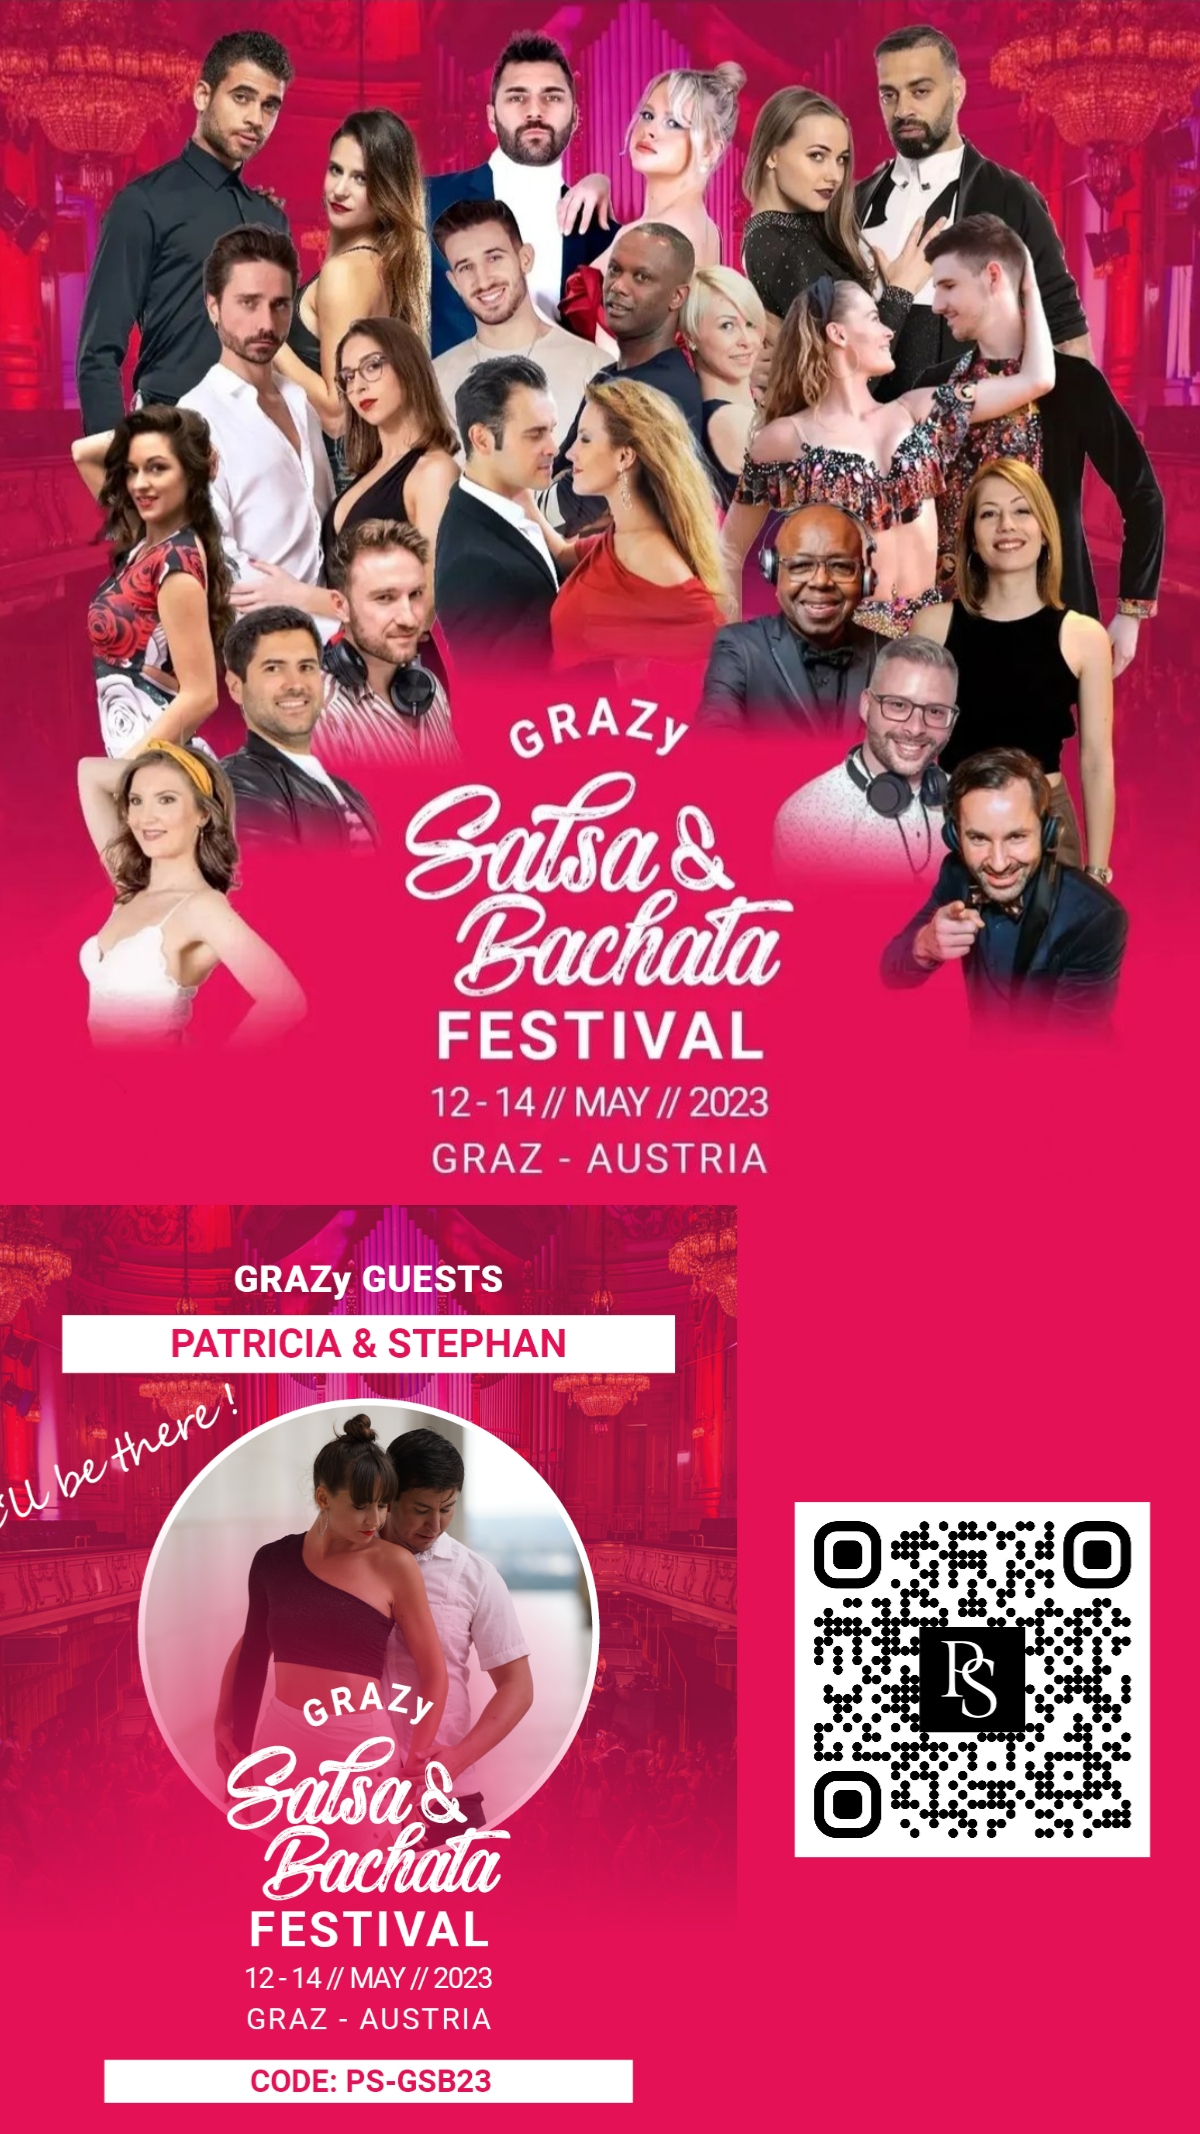 GRAZy
Salsa &
Bachata
FESTIVAL
12 - 14 // MAY // 2023
GRAZ - AUSTRIA
GRAZy GUESTS
PATRICIA & STEPHAN
be there !
GRAZy
Salsa &
Bachata
FESTIVAL
12 - 14 // MAY // 2023
GRAZ - AUSTRIA
CODE: PS-GSB23
PS